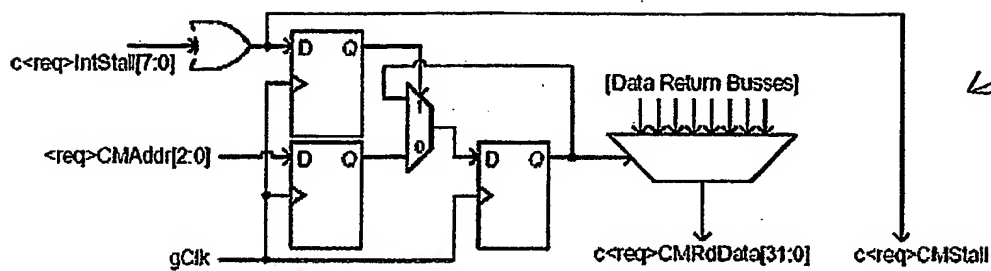 D Q
c<req>IntStall[7:0]
[Data Return Busses]
1
0
<req>CMAddr[2:0]
D Q
D Q
gClk
c<req>CMRdData[31:0]
c<req>CMStall